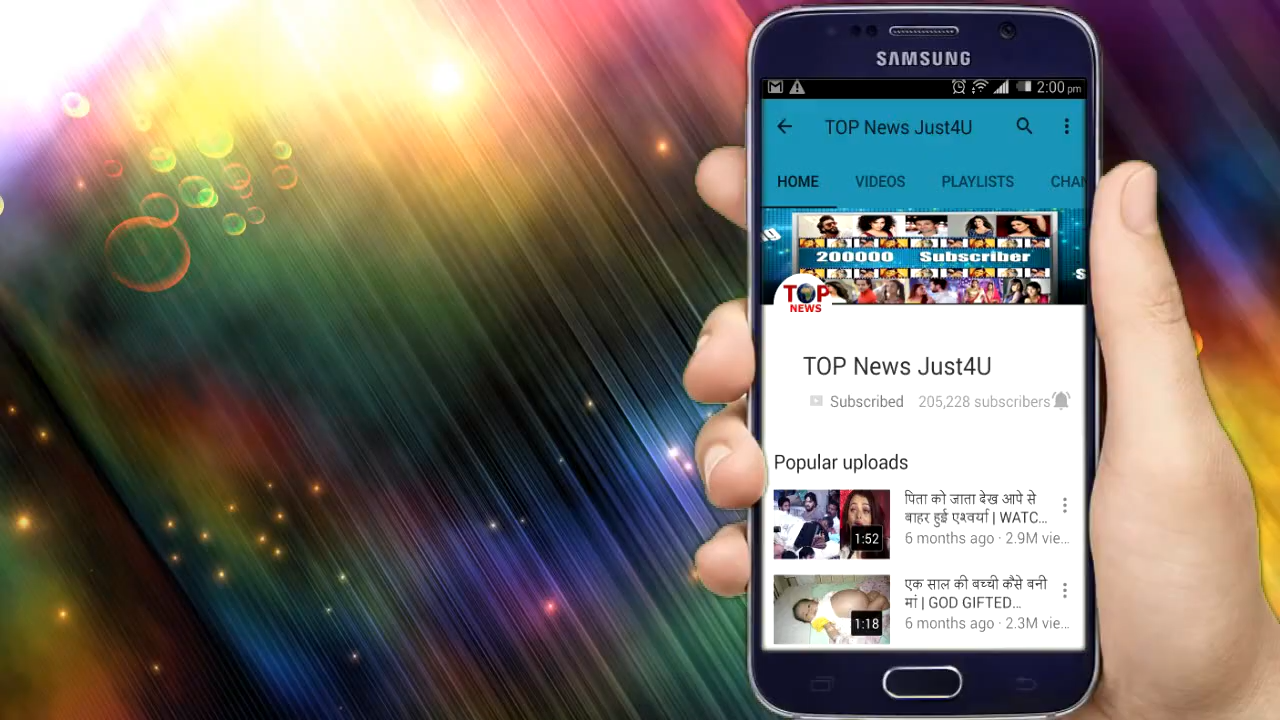 SAMSUNG
2:00 pm
TOP News Just4U
HOME VIDEOS PLAYLISTS CHAN
200000 Subscriber
TOP
NEWS
TOP News Just4U
Subscribed 205,228 subscribers
Popular uploads
पिता को जाता देख आपे से
बाहर हुई एश्वर्या | WATC...
1:52
6 months ago · 2.9M vie...
एक साल की बच्ची कैसे बनी
मां | GOD GIFTED...
1:18
6 months ago · 2.3M vie...